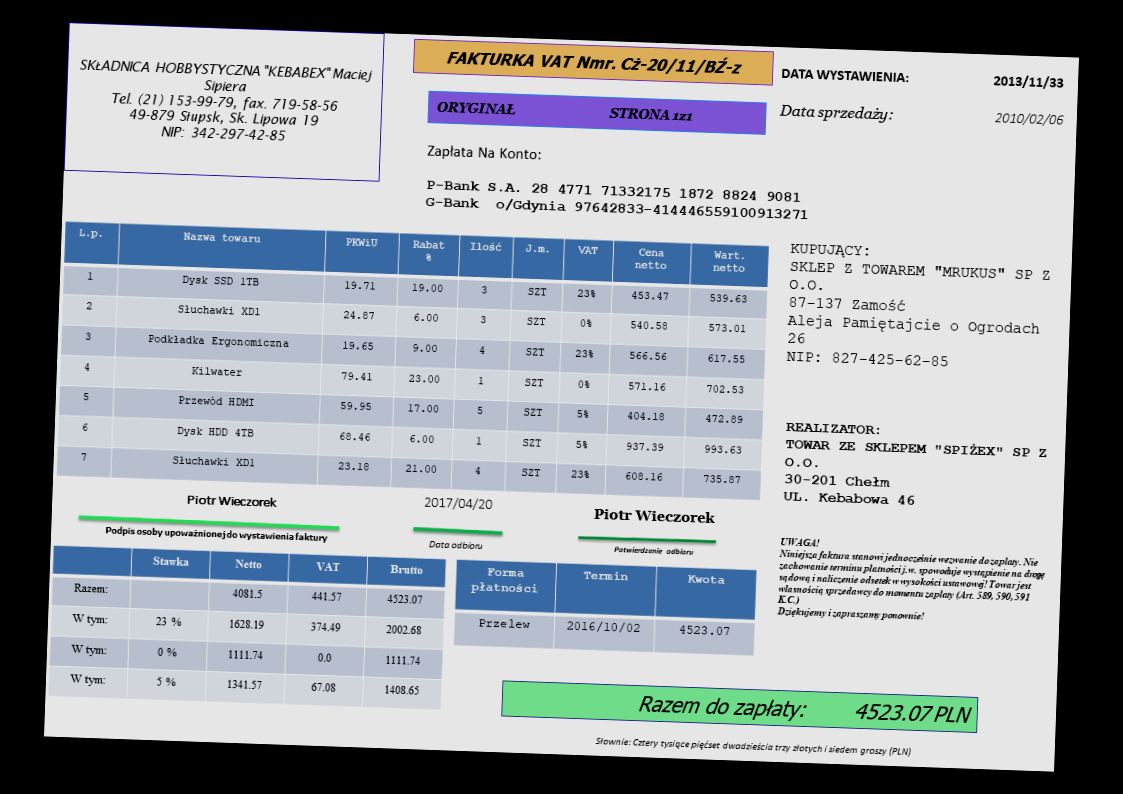 SKŁADNICA HOBBYSTYCZNA "KEBABEX" Maciej
Sipiera
Tel. (21) 153-99-79, fax. 719-58-56
49-879 Słupsk, Sk. Lipowa 19
NIP: 342-297-42-85
FAKTURKA VAT Nmr. Cż-20/11/BŹ-z
ORYGINAŁ STRONA 1z1
DATA WYSTAWIENIA: 2013/11/33
Data sprzedaży: 2010/02/06
Zapłata Na Konto:
P-Bank S.A. 28 4771 71332175 1872 8824 9081
G-Bank o/Gdynia 97642833-414446559100913271
KUPUJĄCY:
SKLEP Z TOWAREM "MRUKUS" SP Z
O.O.
87-137 Zamość
Aleja Pamiętajcie o Ogrodach
26
NIP: 827-425-62-85
REALIZATOR:
TOWAR ZE SKLEPEM "SPIŻEX" SP Z
O.O.
30-201 Chełm
UL. Kebabowa 46
L.p. Nazwa towaru PKWiU Rabat % Ilość J.m. VAT Cena netto Wart. netto
1 Dysk SSD 1TB 19.71 19.00 3 SZT 23% 453.47 539.63
2 Słuchawki XD1 24.87 6.00 3 SZT 0% 540.58 573.01
3 Podkładka Ergonomiczna 19.65 9.00 4 SZT 23% 566.56 617.55
4 Kilwater 79.41 23.00 1 SZT 0% 571.16 702.53
5 Przewód HDMI 59.95 17.00 5 SZT 5% 404.18 472.89
6 Dysk HDD 4TB 68.46 6.00 1 SZT 5% 937.39 993.63
7 Słuchawki XD1 23.18 21.00 4 SZT 23% 608.16 735.87
Piotr Wieczorek
Podpis osoby upoważnionej do wystawienia faktury
2017/04/20
Data odbioru
Piotr Wieczorek
Potwierdzenie odbioru
UWAGA!
Niniejsza faktura stanowi jednocześnie wezwanie do zapłaty. Nie
zachowanie terminu płatności j.w. spowoduje wystąpienie na drogę
sądową i naliczenie odsetek w wysokości ustawowej! Towar jest
własnością sprzedawcy do momentu zapłaty (Art. 589, 590, 591
K.C.)
Dziękujemy i zapraszamy ponownie!
Stawka Netto VAT Brutto
Razem: 4081.5 441.57 4523.07
W tym: 23 % 1628.19 374.49 2002.68
W tym: 0 % 1111.74 0.0 1111.74
W tym: 5 % 1341.57 67.08 1408.65
Forma płatności Termin Kwota
Przelew 2016/10/02 4523.07
Razem do zapłaty: 4523.07 PLN
Słownie: Cztery tysiące pięćset dwadzieścia trzy złotych i siedem groszy (PLN)